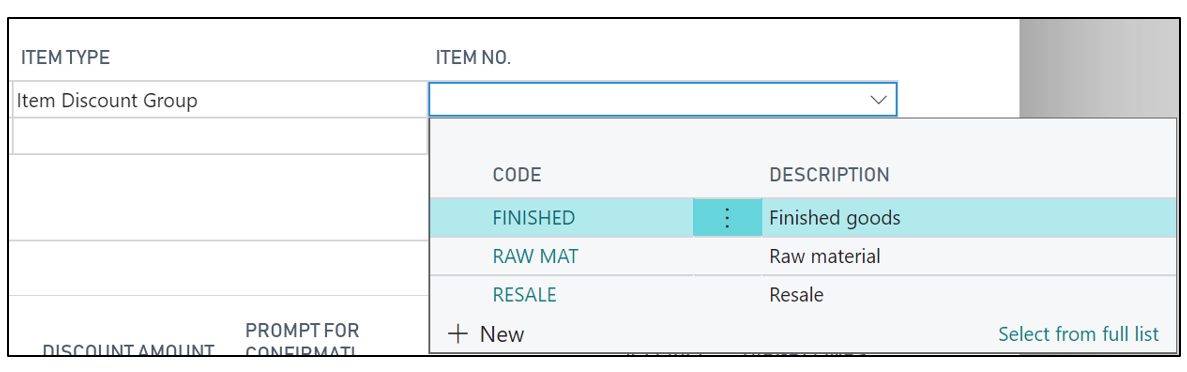 ITEM TYPE ITEM NO.
Item Discount Group
CODE DESCRIPTION
FINISHED Finished goods
RAW MAT Raw material
RESALE Resale
+ New Select from full list
PROMPT FOR
DISCOUNT AMOUNT CONFIRMATI